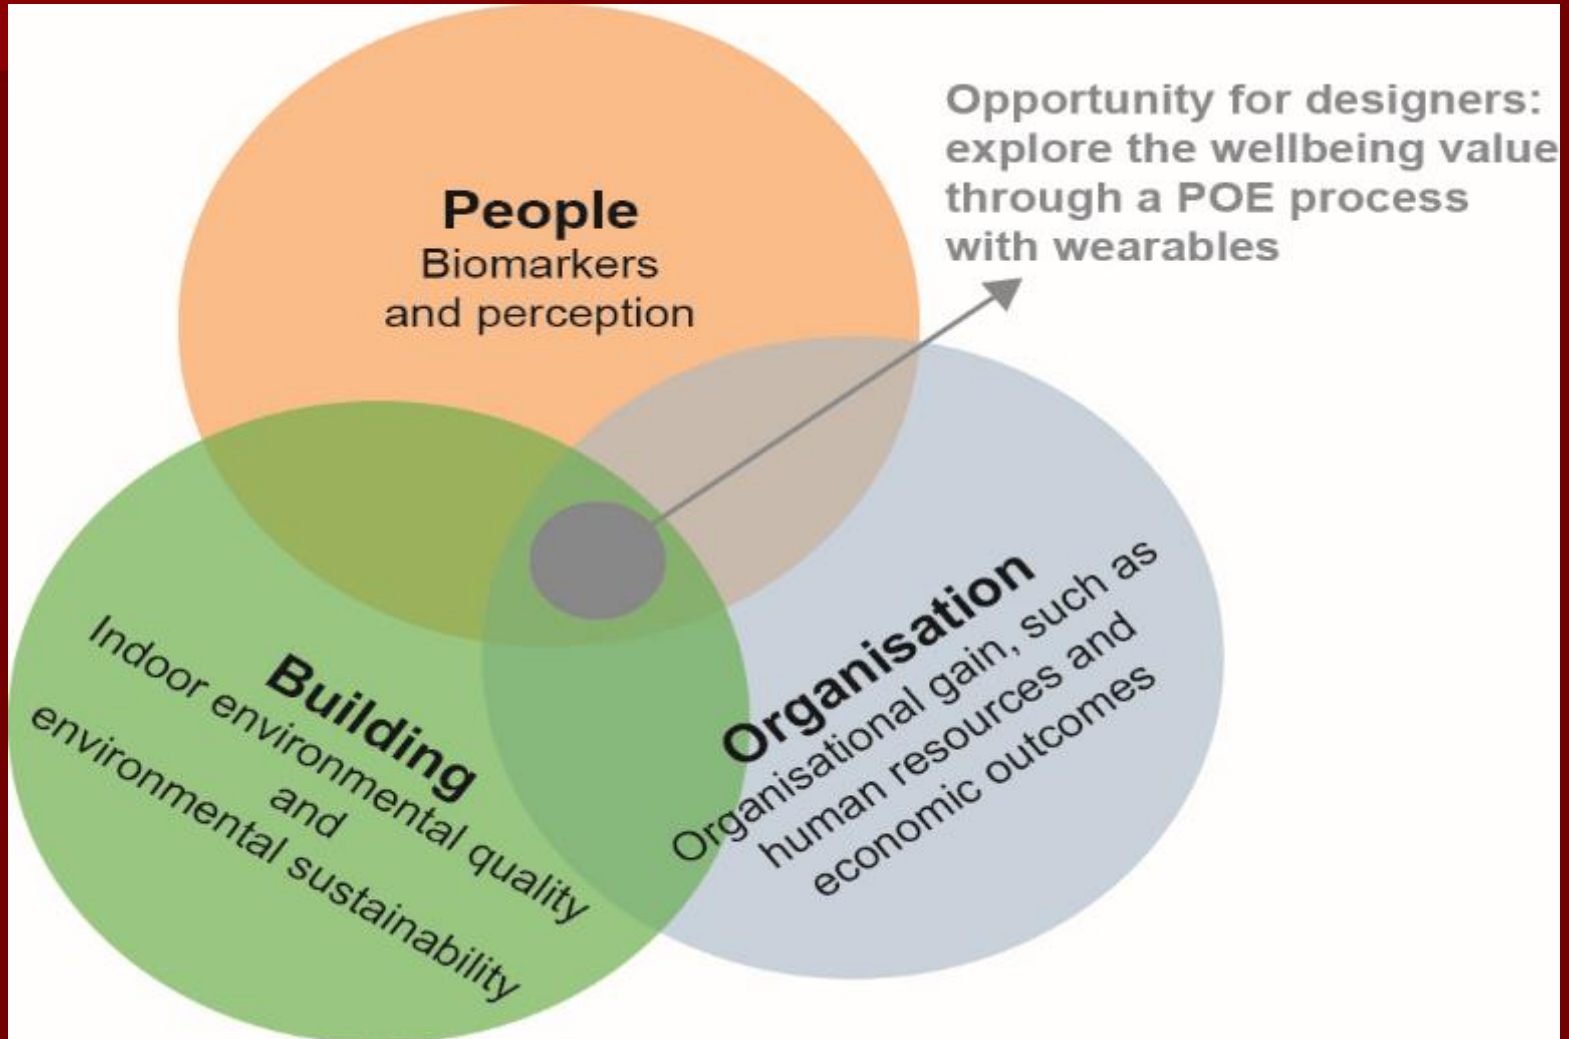 People
Biomarkers
and perception
Opportunity for designers:
explore the wellbeing value
through a POE process
with wearables
Building
Indoor environmental quality
and
environmental sustainability
Organisation
Organisational gain, such as
human resources and
economic outcomes